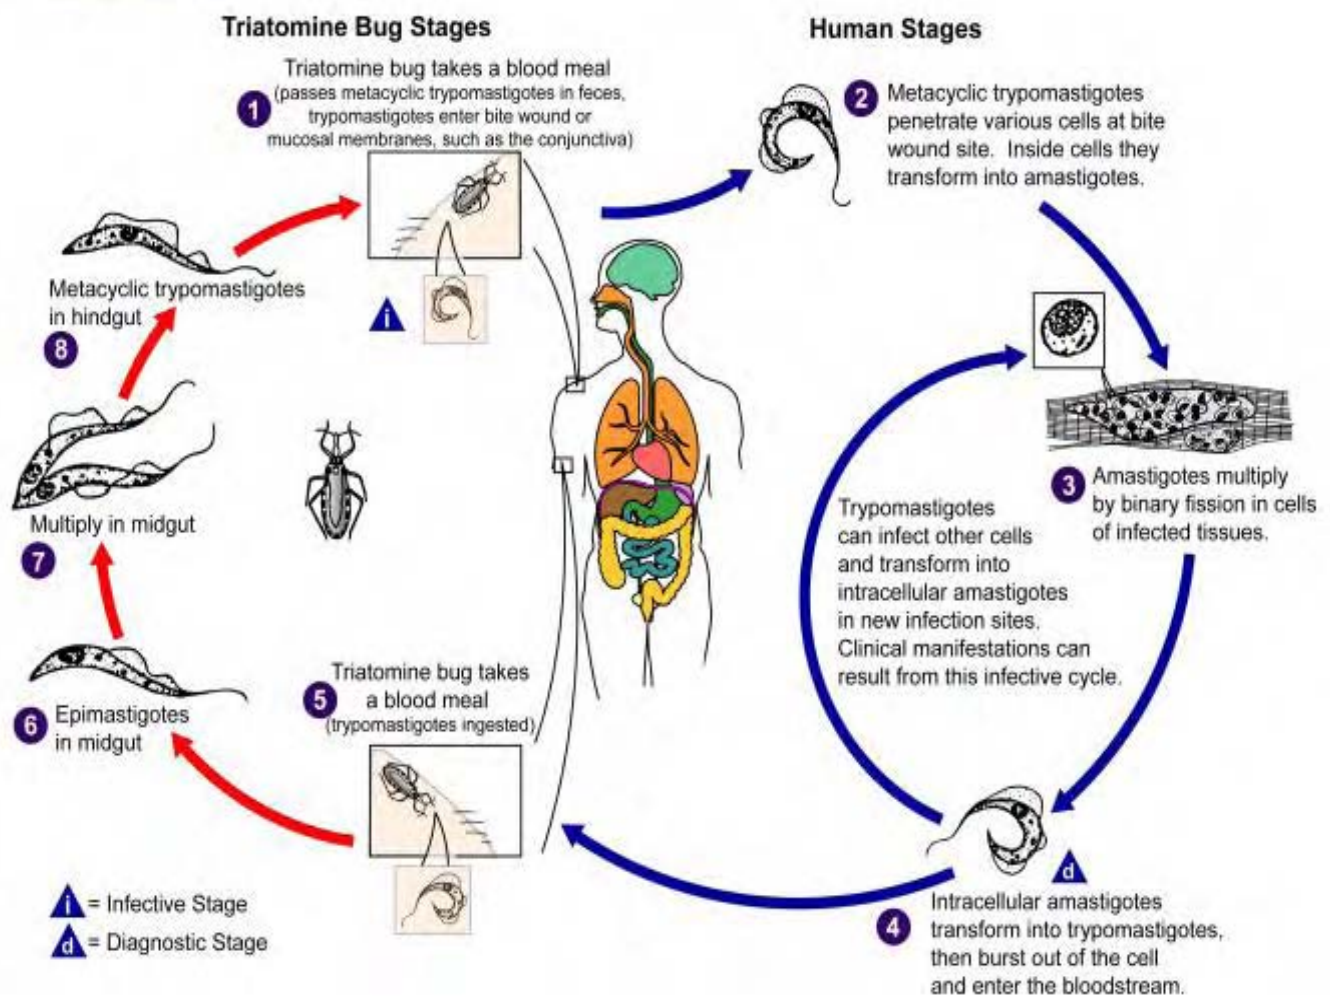 Triatomine Bug Stages
Human Stages
1
Triatomine bug takes a blood meal
(passes metacyclic trypomastigotes in feces,
trypomastigotes enter bite wound or
mucosal membranes, such as the conjunctiva)
i
2
Metacyclic trypomastigotes
penetrate various cells at bite
wound site. Inside cells they
transform into amastigotes.
3
Amastigotes multiply
by binary fission in cells
of infected tissues.
Trypomastigotes
can infect other cells
and transform into
intracellular amastigotes
in new infection sites.
Clinical manifestations can
result from this infective cycle.
d
4
Intracellular amastigotes
transform into trypomastigotes,
then burst out of the cell
and enter the bloodstream.
5
Triatomine bug takes
a blood meal
(trypomastigotes ingested)
6
Epimastigotes
in midgut
Multiply in midgut
7
Metacyclic trypomastigotes
in hindgut
8
i = Infective Stage
d = Diagnostic Stage